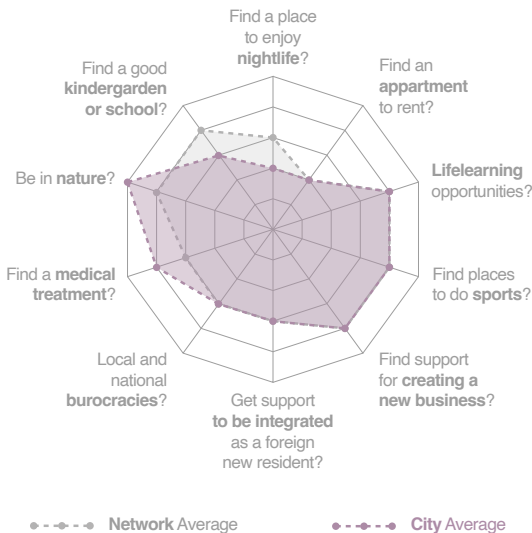 Find a place
to enjoy
nightlife?
Find an
appartment
to rent?
Lifelearning
opportunities?
Find places
to do sports?
Find support
for creating a
new business?
Get support
to be integrated
as a foreign
new resident?
Local and
national
burocracies?
Find a medical
treatment?
Be in nature?
Find a good
kindergarden
or school?
Network Average
City Average